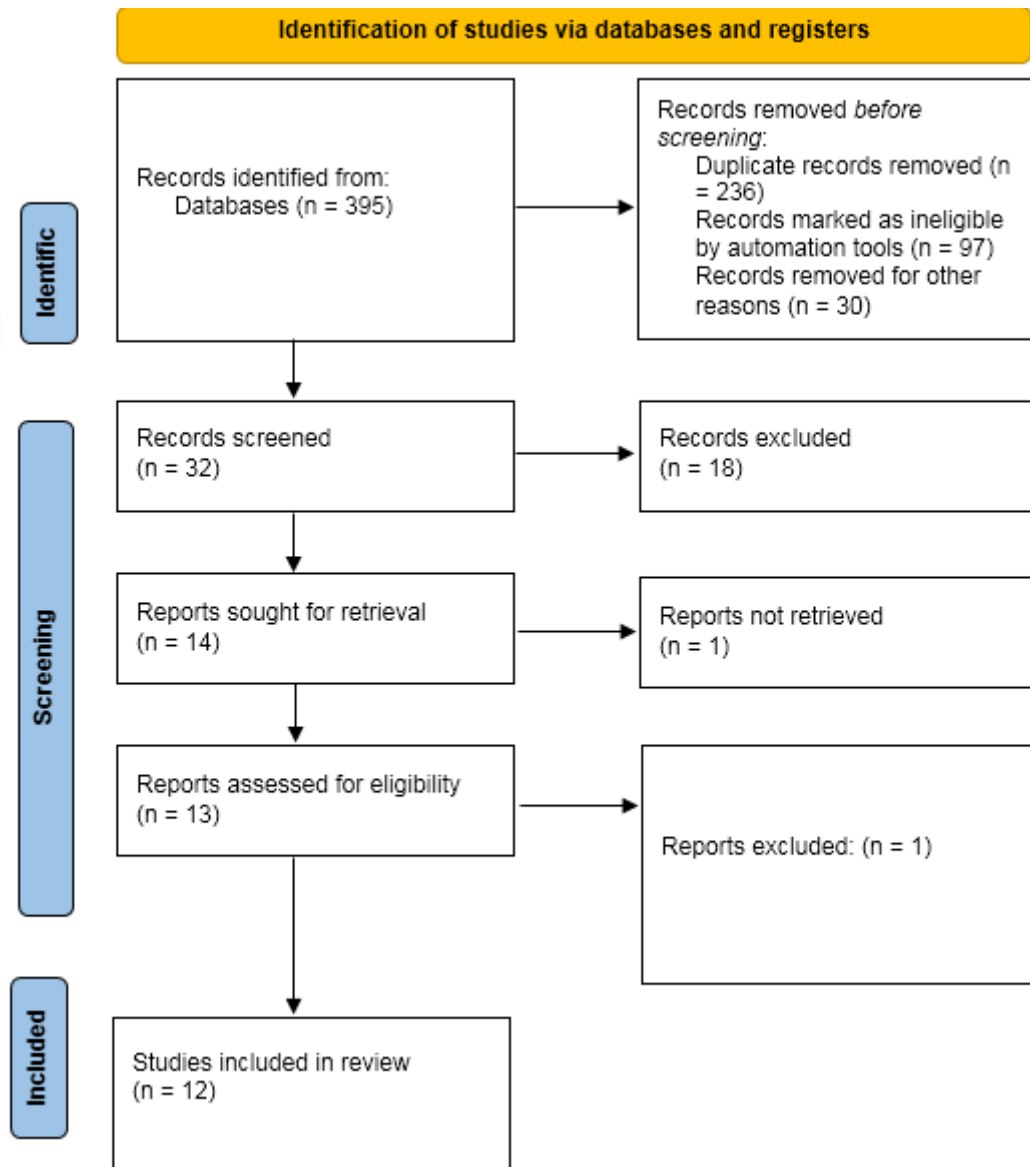 Identification of studies via databases and registers
Records identified from:
Databases (n = 395)
Records removed before
screening:
Duplicate records removed (n
= 236)
Records marked as ineligible
by automation tools (n = 97)
Records removed for other
reasons (n = 30)
Identific
Records screened
(n = 32)
Records excluded
(n = 18)
Reports sought for retrieval
(n = 14)
Reports not retrieved
(n = 1)
Screening
Reports assessed for eligibility
(n = 13)
Reports excluded: (n = 1)
Included
Studies included in review
(n = 12)